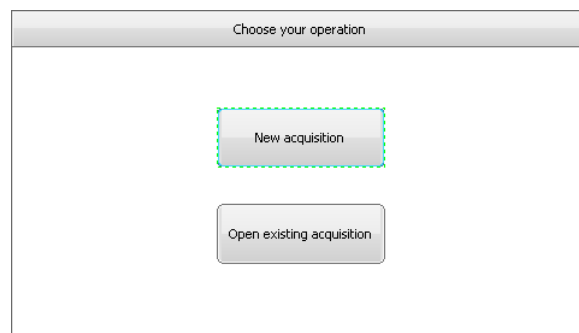 Choose your operation
New acquisition
Open existing acquisition